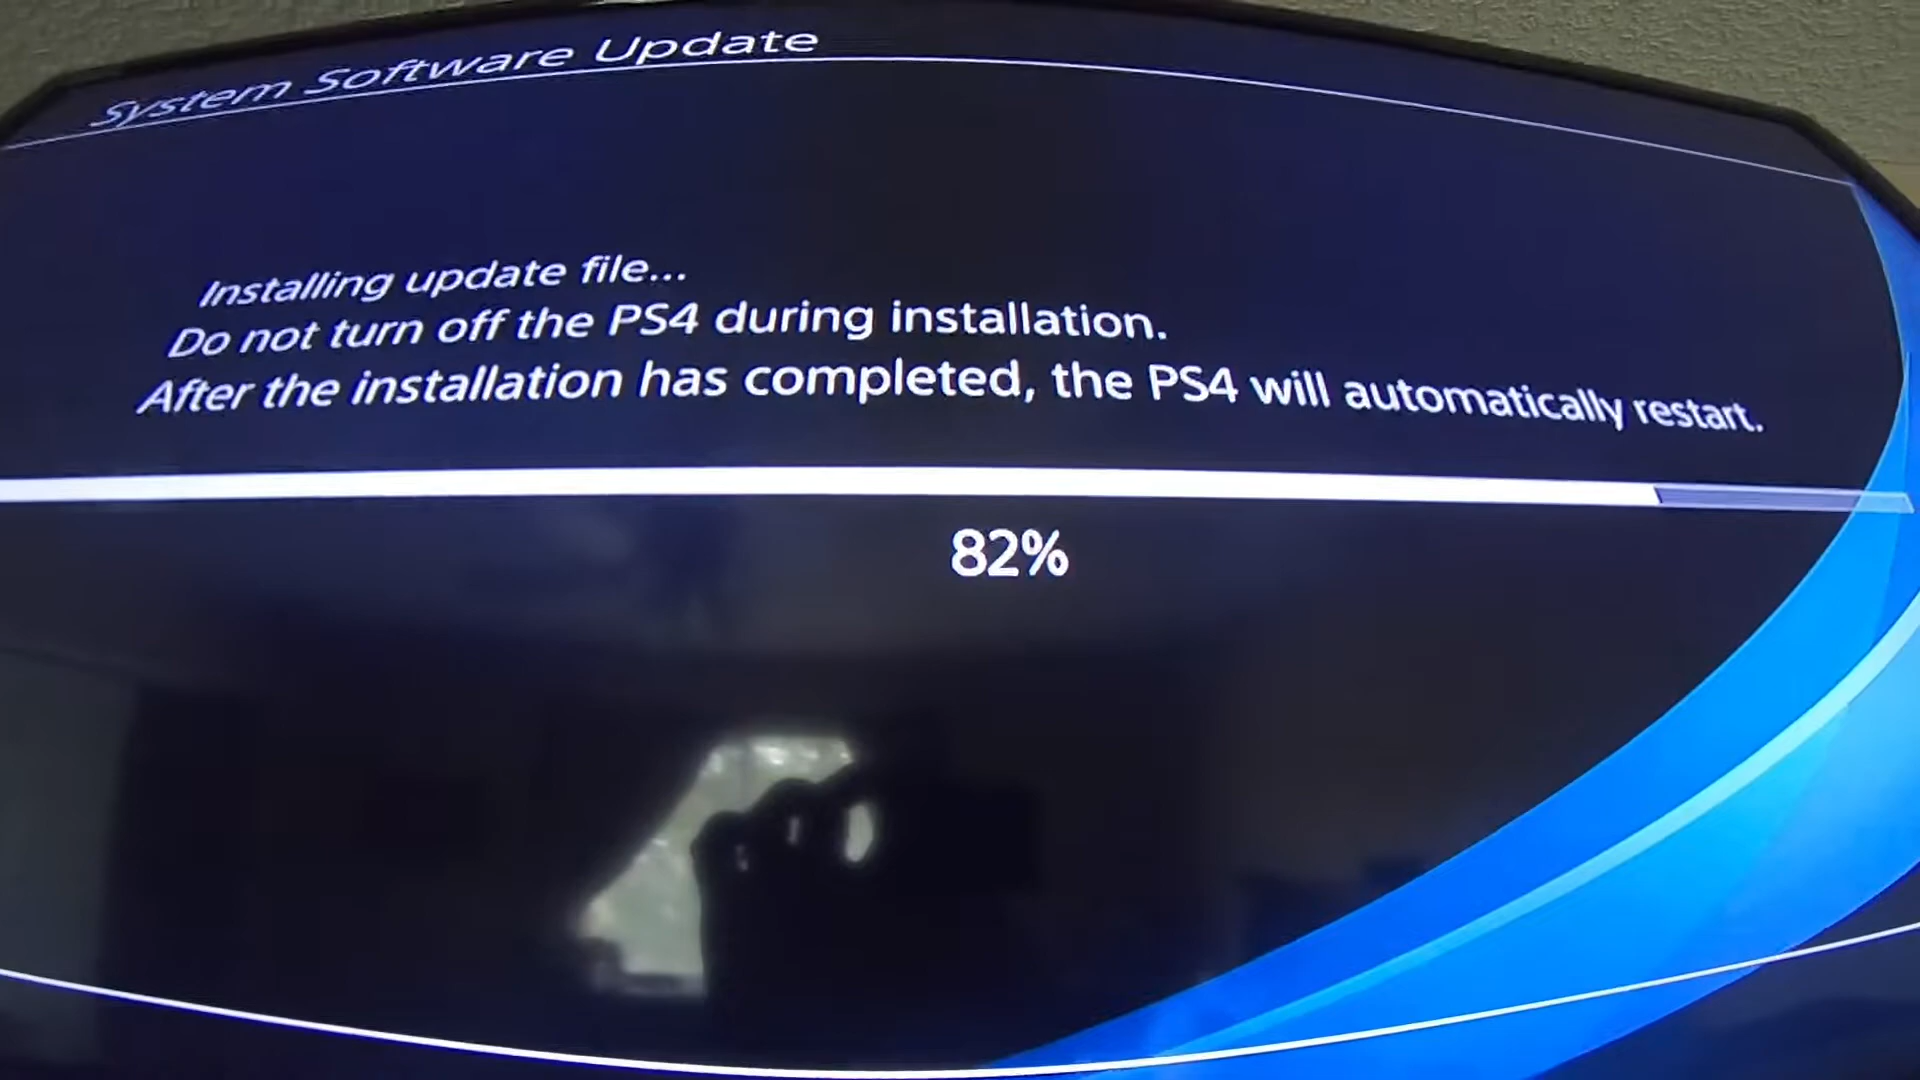 System Software Update
Installing update file...
Do not turn off the PS4 during installation.
After the installation has completed, the PS4 will automatically restart.
82%